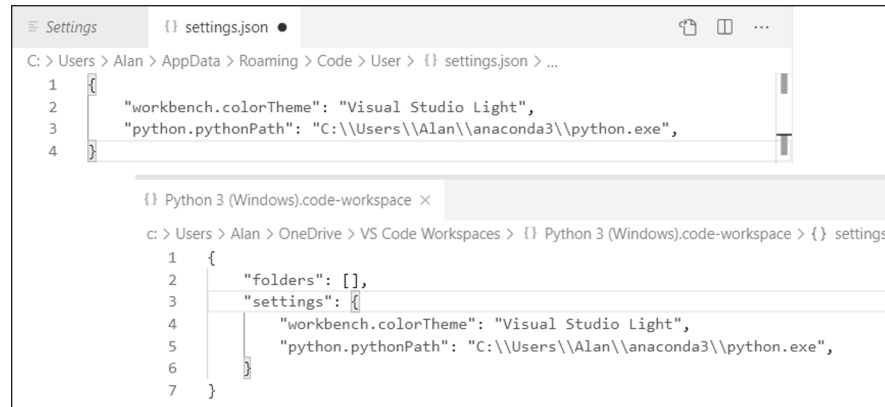 Settings {} settings.json ● ...
C: > Users > Alan > AppData > Roaming > Code > User > {} settings.json > ...
1 {
2 "workbench.colorTheme": "Visual Studio Light",
3 "python.pythonPath": "C:\\Users\\Alan\\anaconda3\\python.exe",
4 }
{} Python 3 (Windows).code-workspace ×
c: > Users > Alan > OneDrive > VS Code Workspaces > {} Python 3 (Windows).code-workspace > {} settings
1 {
2 "folders": [],
3 "settings": {
4 "workbench.colorTheme": "Visual Studio Light",
5 "python.pythonPath": "C:\\Users\\Alan\\anaconda3\\python.exe",
6 }
7 }